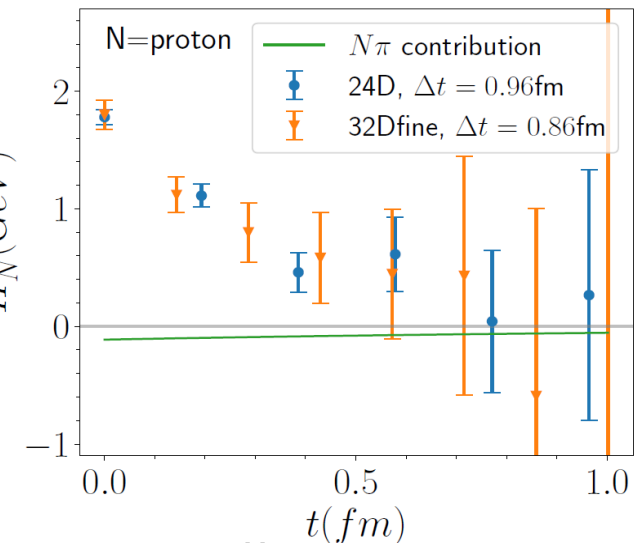 N=proton
Nπ contribution
24D, Δt = 0.96fm
32Dfine, Δt = 0.86fm
2
1
0
−1
0.0 0.5 1.0
t(fm)